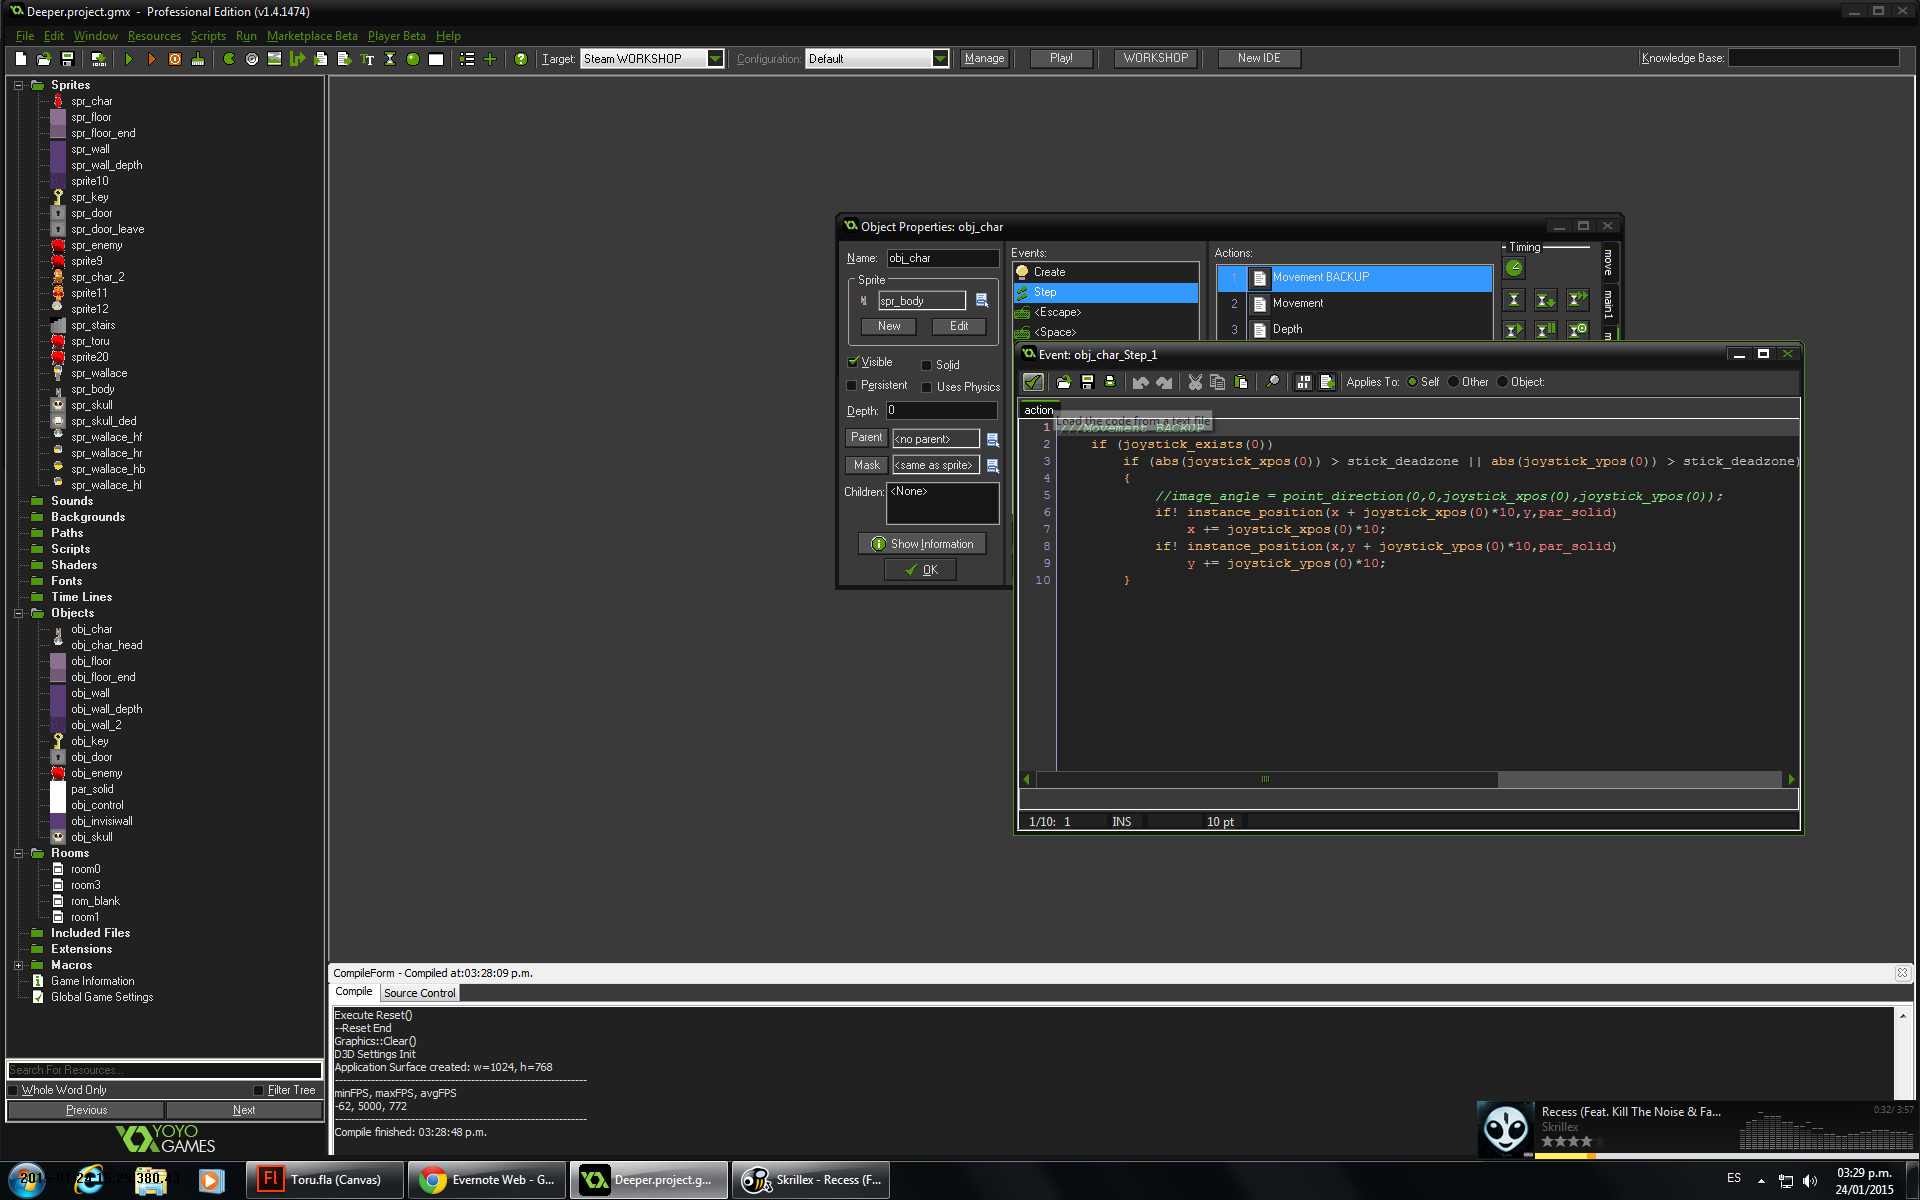 Deeper.project.gmx - Professional Edition (v1.4.1474)
File Edit Window Resources Scripts Run Marketplace Beta Player Beta Help
Target: Steam WORKSHOP Configuration: Default Manage Play! WORKSHOP New IDE Knowledge Base:
Sprites
spr_char
spr_floor
spr_floor_end
spr_wall
spr_wall_depth
sprite10
spr_key
spr_door
spr_door_leave
spr_enemy
sprite9
spr_char_2
sprite11
sprite12
spr_stairs
spr_toru
sprite20
spr_wallace
spr_body
spr_skull
spr_skull_ded
spr_wallace_hf
spr_wallace_hr
spr_wallace_hb
spr_wallace_hl
Sounds
Backgrounds
Paths
Scripts
Shaders
Fonts
Time Lines
Objects
obj_char
obj_char_head
obj_floor
obj_floor_end
obj_wall
obj_wall_depth
obj_wall_2
obj_key
obj_door
obj_enemy
par_solid
obj_control
obj_invisiwall
obj_skull
Rooms
room0
room3
rom_blank
room1
Included Files
Extensions
Macros
Game Information
Global Game Settings
Search For Resources...
Whole Word Only Filter Tree
Previous Next
YOYO
GAMES
Object Properties: obj_char
Name: obj_char
Sprite
spr_body
New Edit
Visible Solid
Persistent Uses Physics
Depth: 0
Parent <no parent>
Mask <same as sprite>
Children: <None>
Show Information
OK
Events:
Create
Step
<Escape>
<Space>
Actions:
1 Movement BACKUP
2 Movement
3 Depth
Timing
move
main1
Event: obj_char_Step_1
Applies To: Self Other Object:
action
Load the code from a text file
1 ///Movement BACKUP
2 if (joystick_exists(0))
3 if (abs(joystick_xpos(0)) > stick_deadzone || abs(joystick_ypos(0)) > stick_deadzone)
4 {
5 //image_angle = point_direction(0,0,joystick_xpos(0),joystick_ypos(0));
6 if! instance_position(x + joystick_xpos(0)*10,y,par_solid)
7 x += joystick_xpos(0)*10;
8 if! instance_position(x,y + joystick_ypos(0)*10,par_solid)
9 y += joystick_ypos(0)*10;
10 }
1/10: 1 INS 10 pt
CompileForm - Compiled at:03:28:09 p.m.
Compile Source Control
Execute Reset()
--Reset End
Graphics::Clear()
D3D Settings Init
Application Surface created: w=1024, h=768
minFPS, maxFPS, avgFPS
-62, 5000, 772
Compile finished: 03:28:48 p.m.
Recess (Feat. Kill The Noise & Fa...
0:32/ 3:57
Skrillex
Toru.fla (Canvas)
Evernote Web - G...
Deeper.project.g...
Skrillex - Recess (F...
ES
03:29 p.m.
24/01/2015